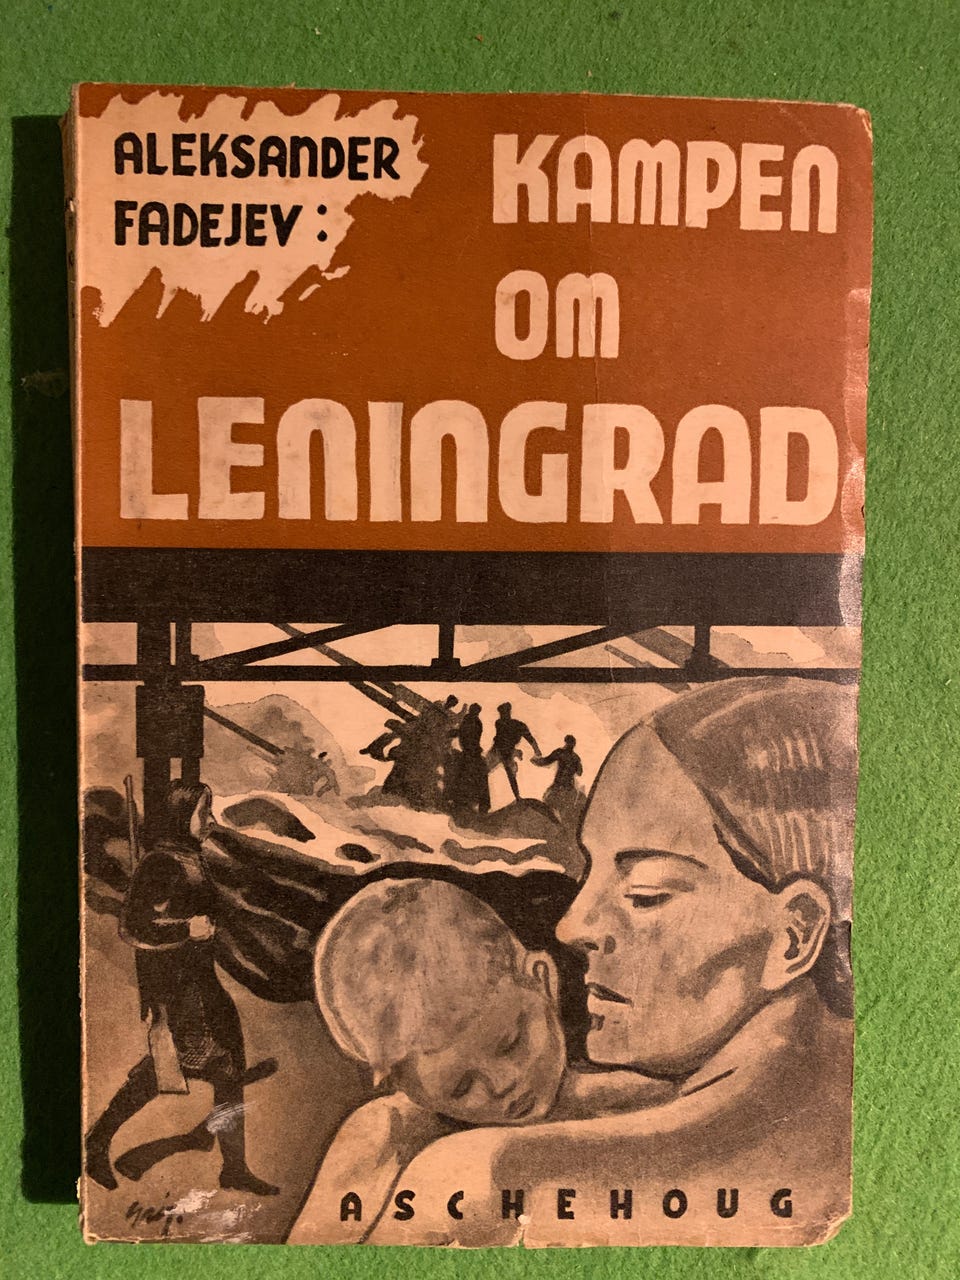 ALEKSANDER
FADEJEV:
KAMPEN
OM
LENINGRAD
ASCHEHOUG